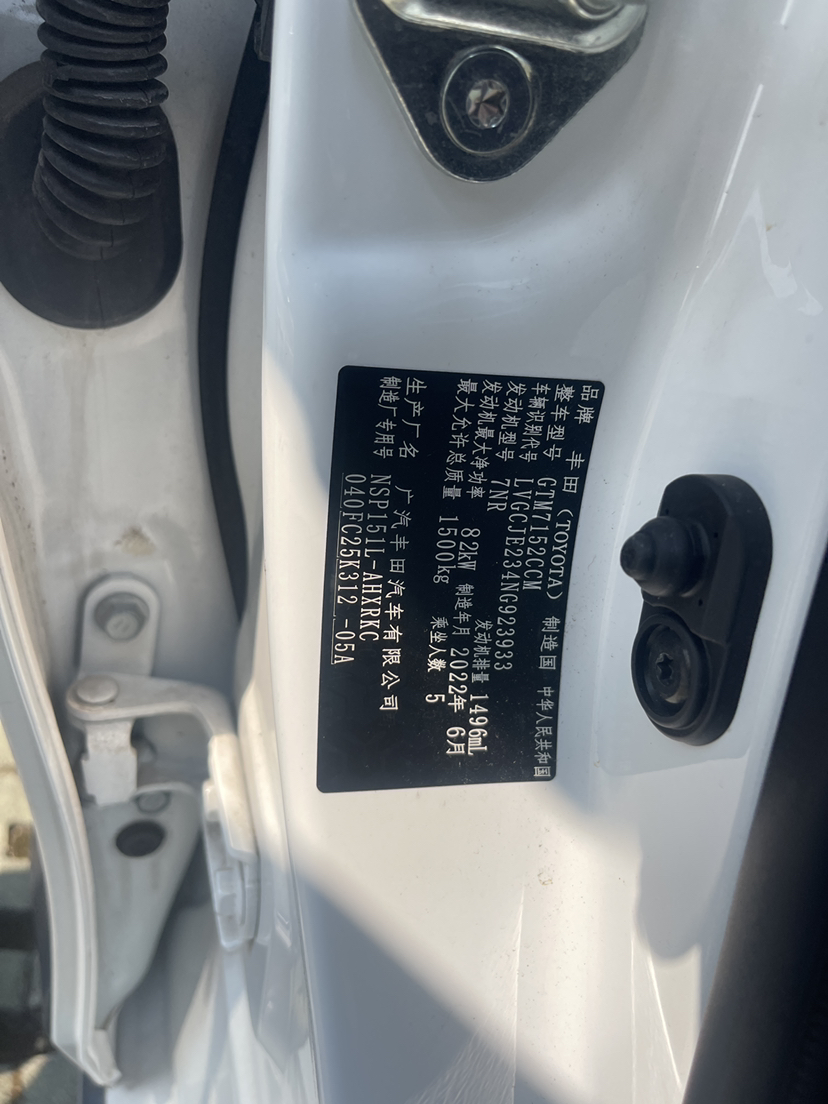 品牌 丰田（TOYOTA） 制造国 中华人民共和国
整车型号 GTM7152CCM
车辆识别代号 LVGCJE234NG923933
发动机型号 7NR 发动机排量 1496mL
发动机最大净功率 82kW 制造年月 2022年 6月
最大允许总质量 1500kg 乘坐人数 5
生产厂名 广汽丰田汽车有限公司
制造厂专用号 NSP151L-AHXRKC
040FC25K312 -05A